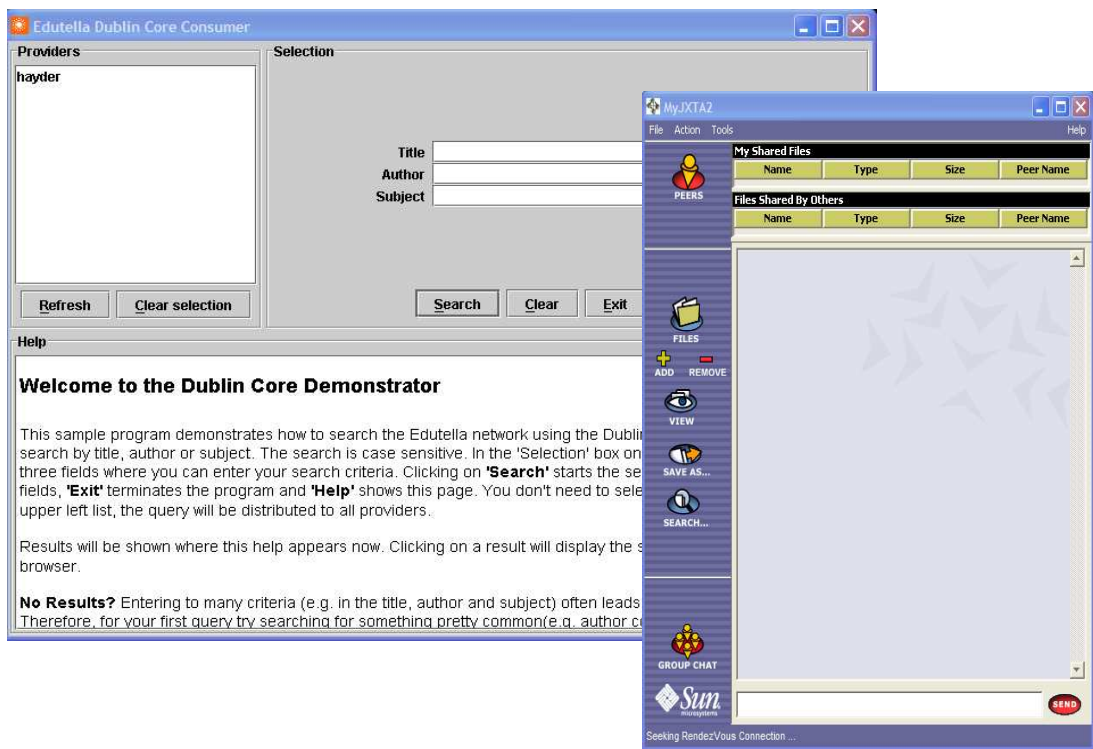 Edutella Dublin Core Consumer
Providers
hayder
Refresh Clear selection
Selection
Title
Author
Subject
Search Clear Exit
Help
Welcome to the Dublin Core Demonstrator
This sample program demonstrates how to search the Edutella network using the
search by title, author or subject. The search is case sensitive. In the 'Selection' box on
three fields where you can enter your search criteria. Clicking on 'Search' starts the
fields, 'Exit' terminates the program and 'Help' shows this page. You don't need to
upper left list, the query will be distributed to all providers.
Results will be shown where this help appears now. Clicking on a result will display the
browser.
No Results? Entering to many criteria (e.g. in the title, author and subject) often leads
Therefore, for your first query try searching for something pretty common(e.g. author
MyJXTA2
File Action Tools Help
PEERS
My Shared Files
Name Type Size Peer Name
Files Shared By Others
Name Type Size Peer Name
FILES
ADD REMOVE
VIEW
SAVE AS...
SEARCH...
GROUP CHAT
Sun
microsystems
SEND
Seeking RendezVous Connection ...